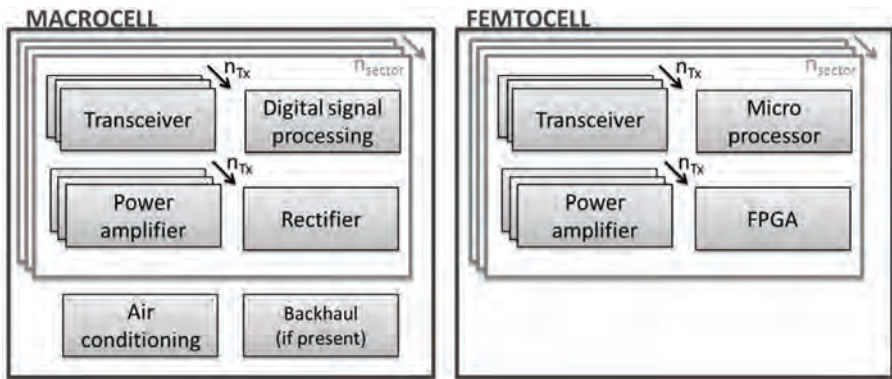 MACROCELL
n_sector
n_Tx
Transceiver
Digital signal
processing
n_Tx
Power
amplifier
Rectifier
Air
conditioning
Backhaul
(if present)
FEMTOCELL
n_sector
n_Tx
Transceiver
Micro
processor
n_Tx
Power
amplifier
FPGA